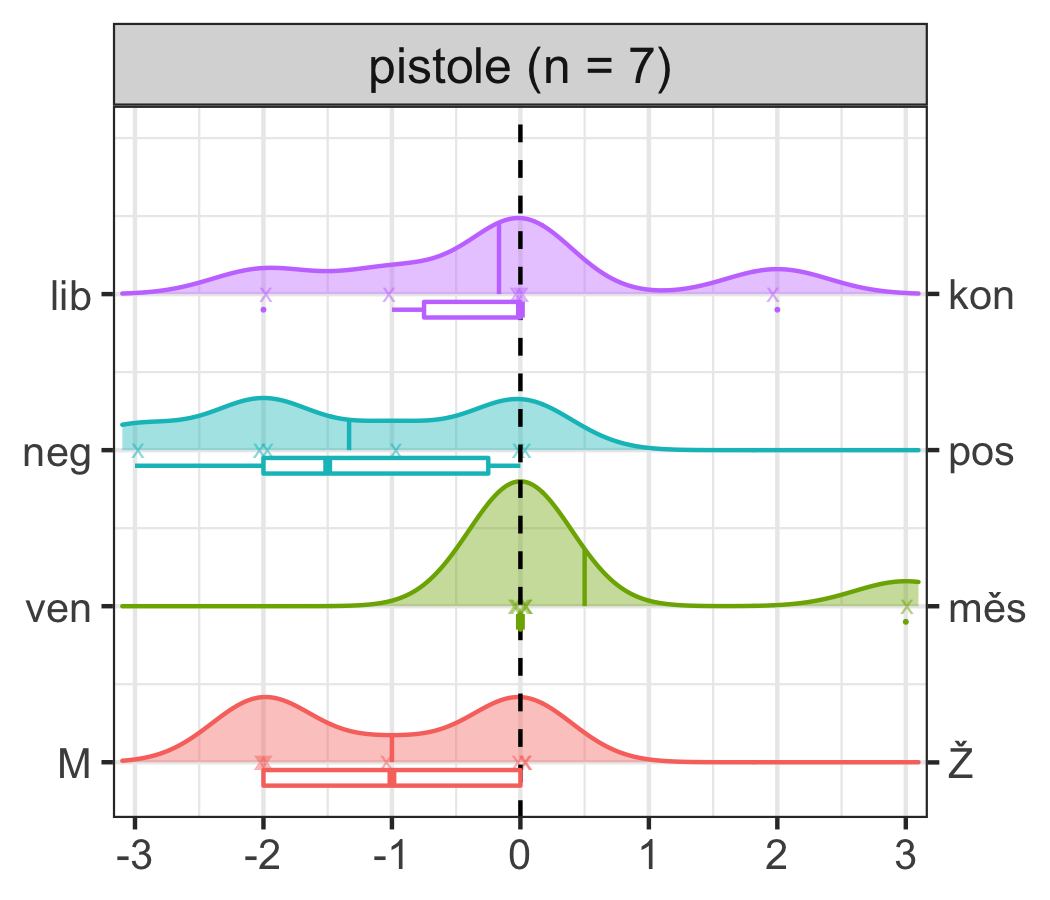 pistole (n = 7)
lib kon
neg pos
ven měs
M Ž
-3 -2 -1 0 1 2 3